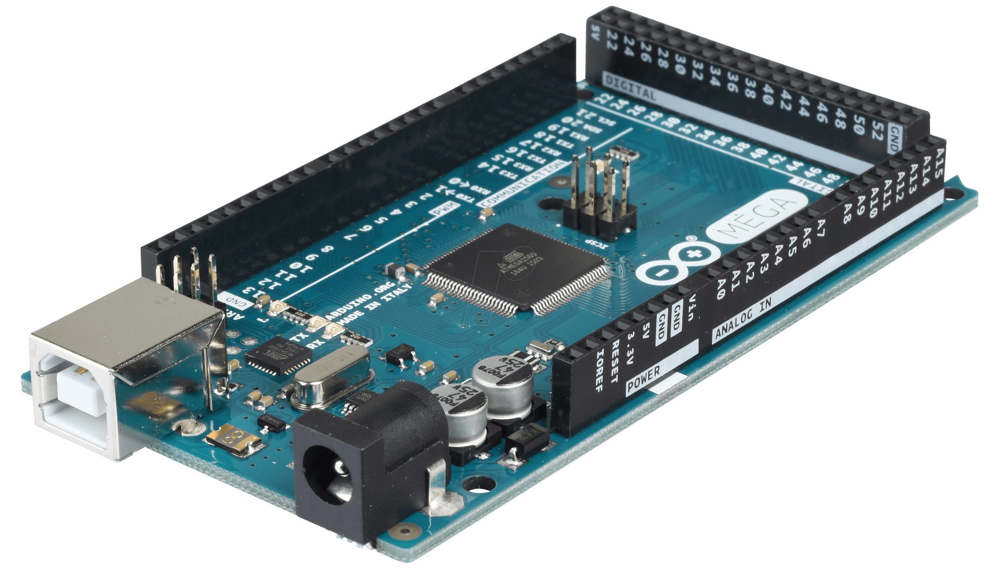 5V
22
24
26
28
30
32
34
36
38
40
42
44
46
48
50
52
GND
DIGITAL
22
24
26
28
30
32
34
36
38
40
42
44
46
48
SCL 21
SDA 20
RX1 19
TX1 18
RX2 17
TX2 16
RX3 15
TX3 14
COMMUNICATION
RX0 ←0
TX0 →1
2
3
4
5
6
7
PWM
8
9
10
11
12
13
GND
AR
L
TX
RX
ARDUINO.ORG
MADE IN ITALY
ATMEL
ATMEGA2560
16AU 1503
ICSP
MEGA
®
A15
A14
A13
A12
A11
A10
A9
A8
A7
A6
A5
A4
A3
A2
A1
A0
ANALOG IN
Vin
GND
GND
5V
3.3V
RESET
IOREF
POWER
47
25V
47
25V
ATMEL